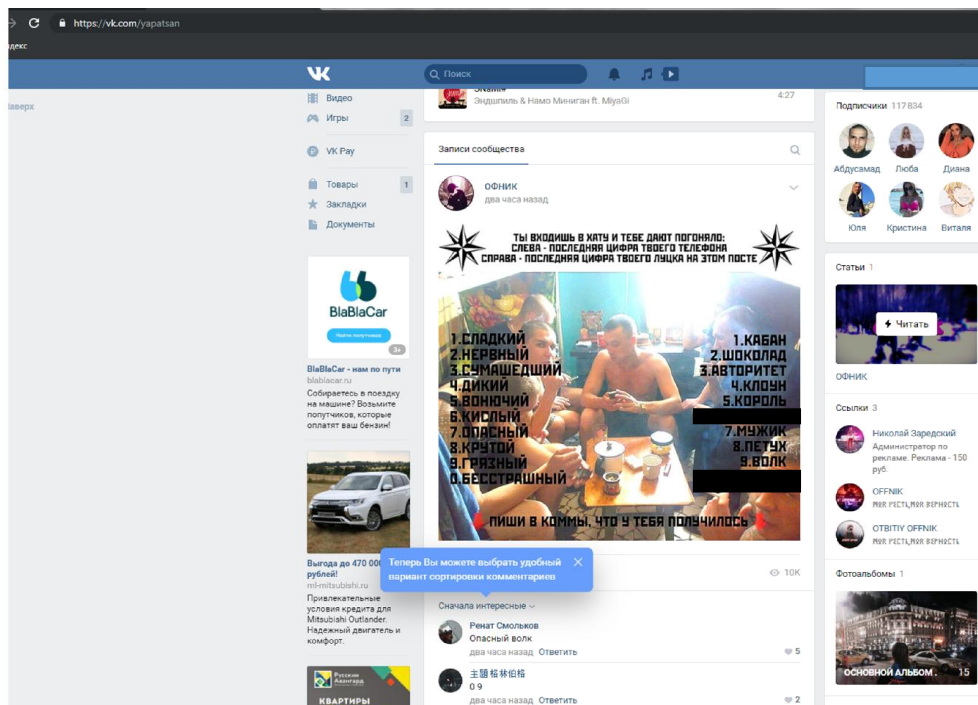 https://vk.com/yapatsan
ндекс
Поиск
Наверх
Видео
Игры 2
VK Pay
Товары 1
Закладки
Документы
BlaBlaCar
Найти попутчиков
BlaBlaCar - нам по пути
blablacar.ru
Собираетесь в поездку
на машине? Возьмите
попутчиков, которые
оплатят ваш бензин!
Выгода до 470 000
рублей!
ml-mitsubishi.ru
Привлекательные
условия кредита для
Mitsubishi Outlander.
Надежный двигатель и
комфорт.
Русский
Авангард
КВАРТИРЫ
Эндшпиль & Намо Миниган ft. MiyaGi
4:27
Записи сообщества
ОФНИК
два часа назад
ТЫ ВХОДИШЬ В ХАТУ И ТЕБЕ ДАЮТ ПОГОНЯЛО:
СЛЕВА - ПОСЛЕДНЯЯ ЦИФРА ТВОЕГО ТЕЛЕФОНА
СПРАВА - ПОСЛЕДНЯЯ ЦИФРА ТВОЕГО ЛУЦКА НА ЭТОМ ПОСТЕ
1.СЛАДКИЙ
2.НЕРВНЫЙ
3.СУМАШЕДШИЙ
4.ДИКИЙ
5.ВОНЮЧИЙ
6.КИСЛЫЙ
7.ОПАСНЫЙ
8.КРУТОЙ
9.ГРЯЗНЫЙ
0.БЕССТРАШНЫЙ
1.КАБАН
2.ШОКОЛАД
3.АВТОРИТЕТ
4.КЛОУН
5.КОРОЛЬ
7.МУЖИК
8.ПЕТУХ
9.ВОЛК
ПИШИ В КОММЫ, ЧТО У ТЕБЯ ПОЛУЧИЛОСЬ
Теперь Вы можете выбрать удобный
вариант сортировки комментариев
10K
Сначала интересные
Ренат Смольков
Опасный волк
два часа назад Ответить 5
主題 格林伯格
0 9
два часа назад Ответить 2
Подписчики 117 834
Абдусамад Люба Диана
Юля Кристина Виталя
Статьи 1
Читать
ОФНИК
Ссылки 3
Николай Заредский
Администратор по
рекламе. Реклама - 150
руб.
OFFNIK
OTBITIY OFFNIK
Фотоальбомы 1
ОСНОВНОЙ АЛЬБОМ . 15